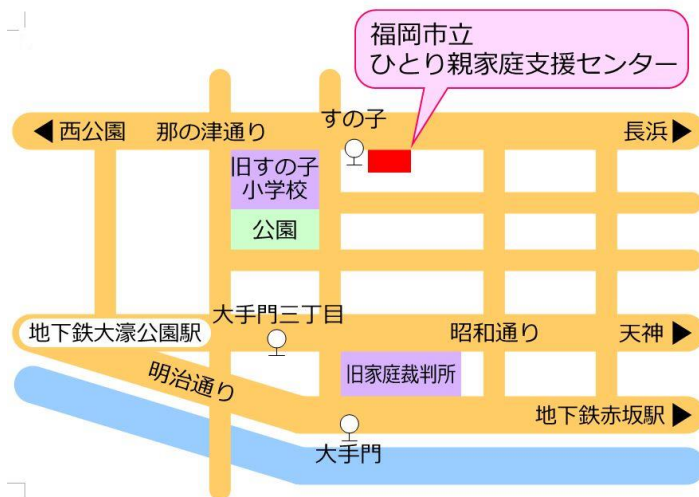 福岡市立
ひとり親家庭支援センター
すの子
◀西公園
那の津通り
長浜▶
旧すの子
小学校
公園
大手門三丁目
地下鉄大濠公園駅
昭和通り
天神▶
明治通り
旧家庭裁判所
地下鉄赤坂駅▶
大手門